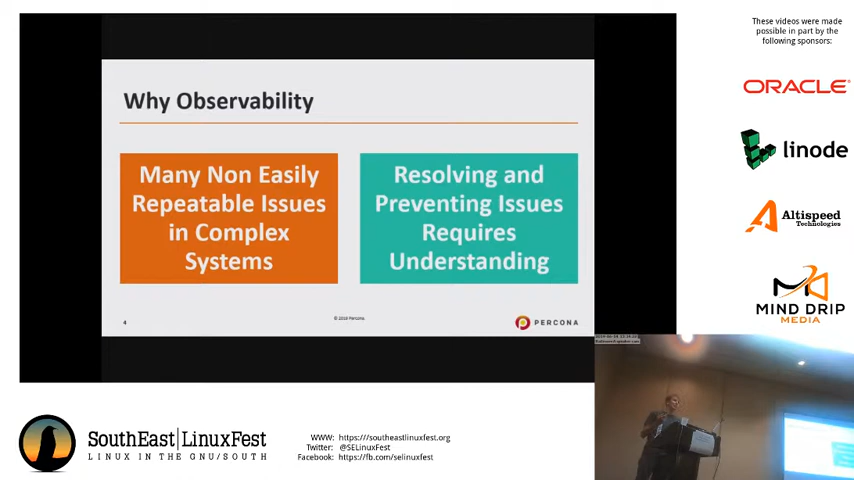 These videos were made
possible in part by the
following sponsors:
ORACLE
linode
Altispeed
Technologies
MIND DRIP
MEDIA
Why Observability
Many Non Easily
Repeatable Issues
in Complex
Systems
Resolving and
Preventing Issues
Requires
Understanding
4
© 2019 Percona.
PERCONA
SouthEast|LinuxFest
LINUX IN THE GNU/SOUTH
WWW: https:///southeastlinuxfest.org
Twitter: @SELinuxFest
Facebook: https://fb.com/selinuxfest